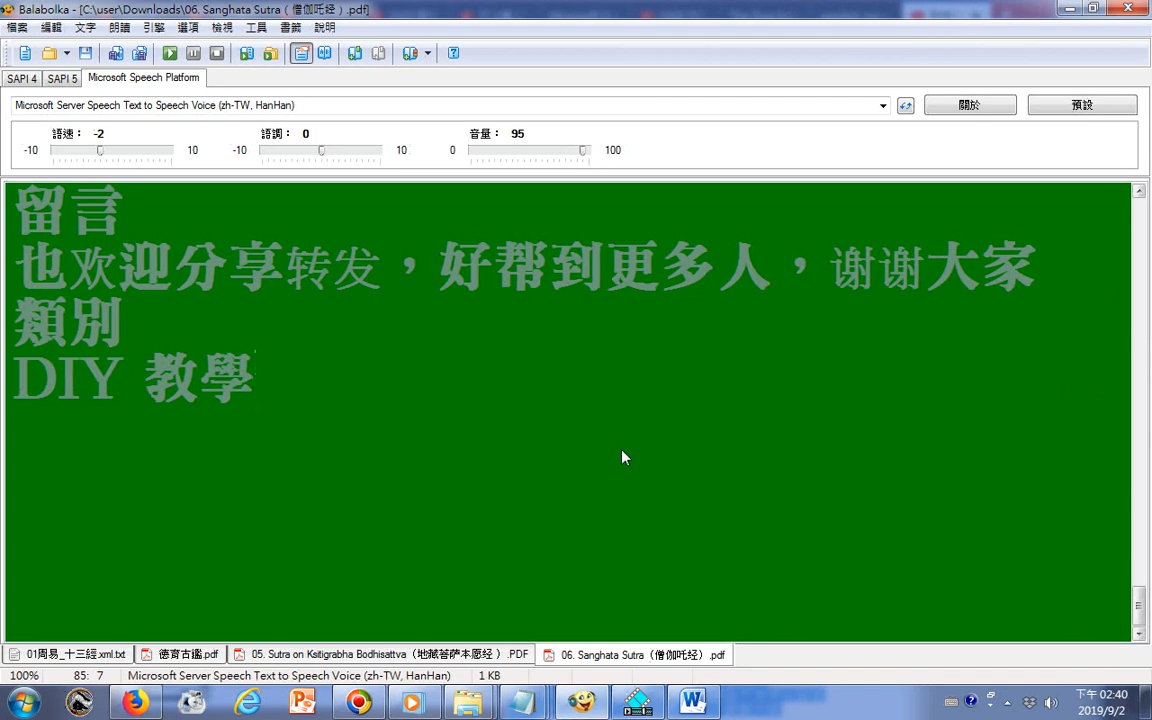 Balabolka - [C:\user\Downloads\06. Sanghata Sutra ( 僧伽吒经 ) .pdf]
檔案 編輯 文字 朗讀 引擎 選項 檢視 工具 書籤 說明
SAPI 4 SAPI 5 Microsoft Speech Platform
Microsoft Server Speech Text to Speech Voice (zh-TW, HanHan) 關於 預設
語速： -2 語調： 0 音量： 95
-10 10 -10 10 0 100
留言
也欢迎分享转发，好帮到更多人，谢谢大家
類別
DIY 教學
01周易_十三經.xml.txt 德育古鑑.pdf 05. Sutra on Ksitigrabha Bodhisattva（地藏菩萨本愿经 ）.PDF 06. Sanghata Sutra（僧伽吒经）.pdf
100% 85: 7 Microsoft Server Speech Text to Speech Voice (zh-TW, HanHan) 1 KB
下午 02:40
2019/9/2